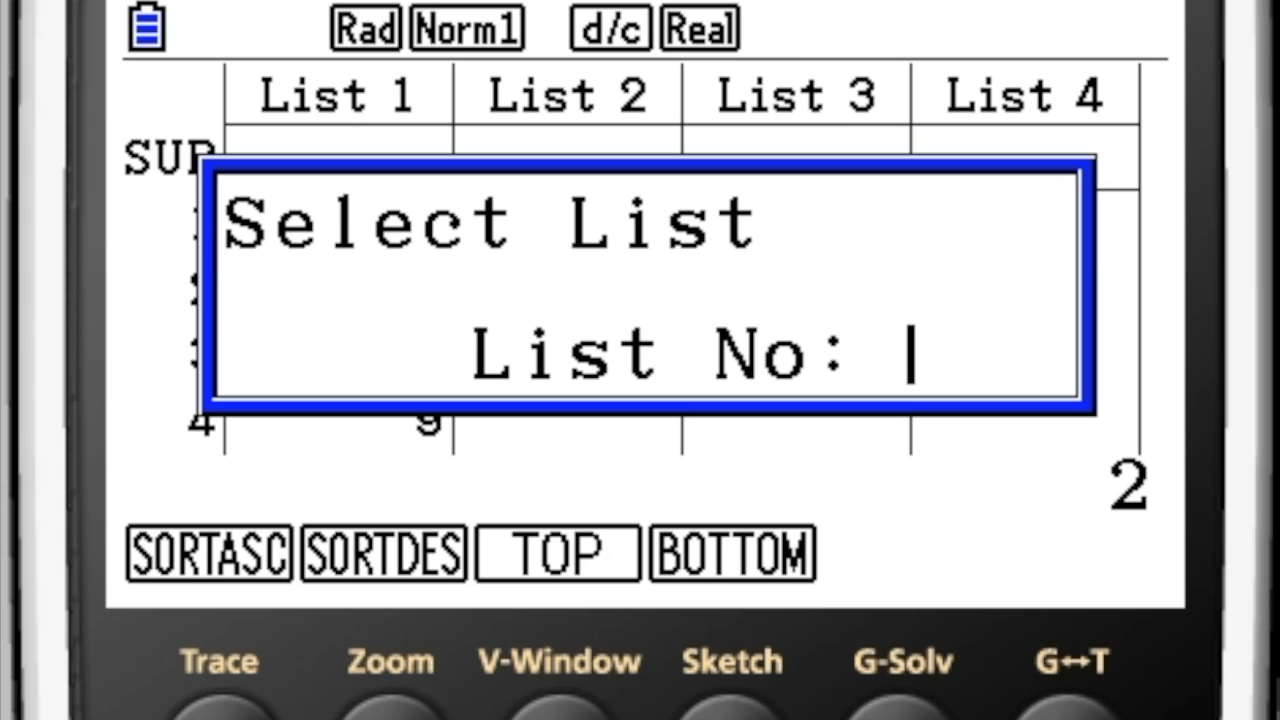 Rad Norm1 d/c Real
List 1 List 2 List 3 List 4
SUB
Select List
List No:
4 9
2
SORTASC SORTDES TOP BOTTOM
Trace Zoom V-Window Sketch G-Solv G↔T